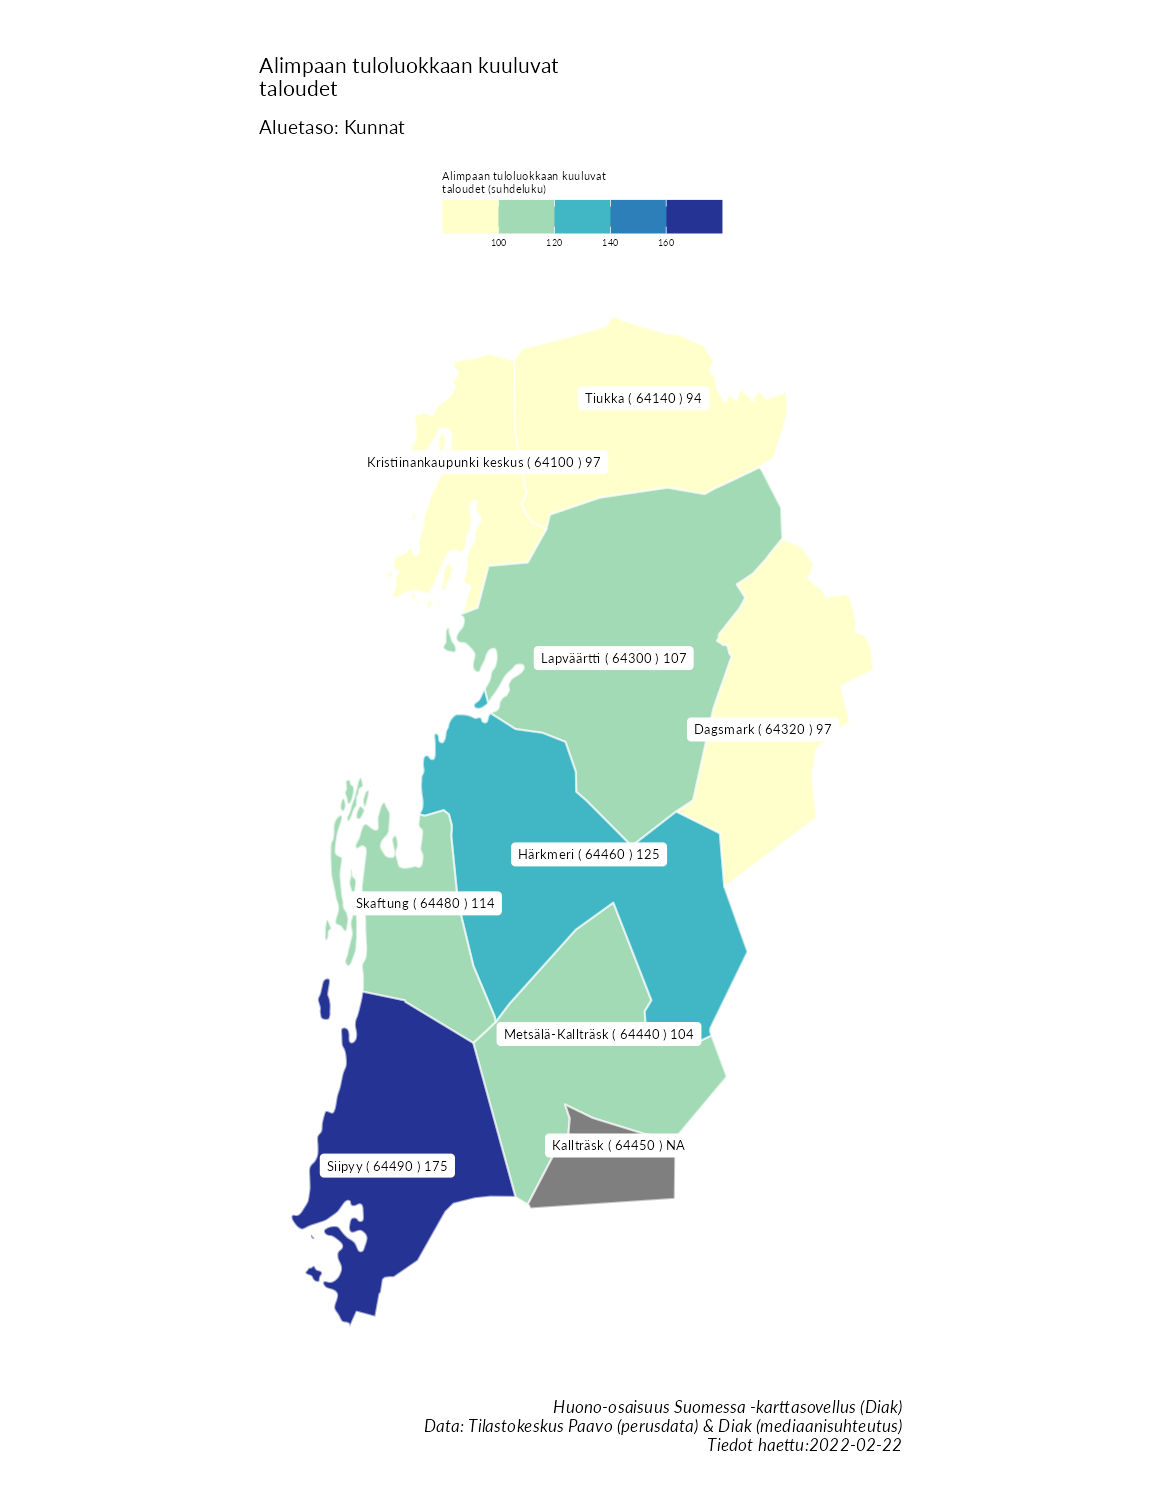 Alimpaan tuloluokkaan kuuluvat
taloudet
Aluetaso: Kunnat
Alimpaan tuloluokkaan kuuluvat
taloudet (suhdeluku)
100 120 140 160
Tiukka ( 64140 ) 94
Kristiinankaupunki keskus ( 64100 ) 97
Lapväärtti ( 64300 ) 107
Dagsmark ( 64320 ) 97
Härkmeri ( 64460 ) 125
Skaftung ( 64480 ) 114
Metsälä-Kallträsk ( 64440 ) 104
Kallträsk ( 64450 ) NA
Siipyy ( 64490 ) 175
Huono-osaisuus Suomessa -karttasovellus (Diak)
Data: Tilastokeskus Paavo (perusdata) & Diak (mediaanisuhteutus)
Tiedot haettu:2022-02-22